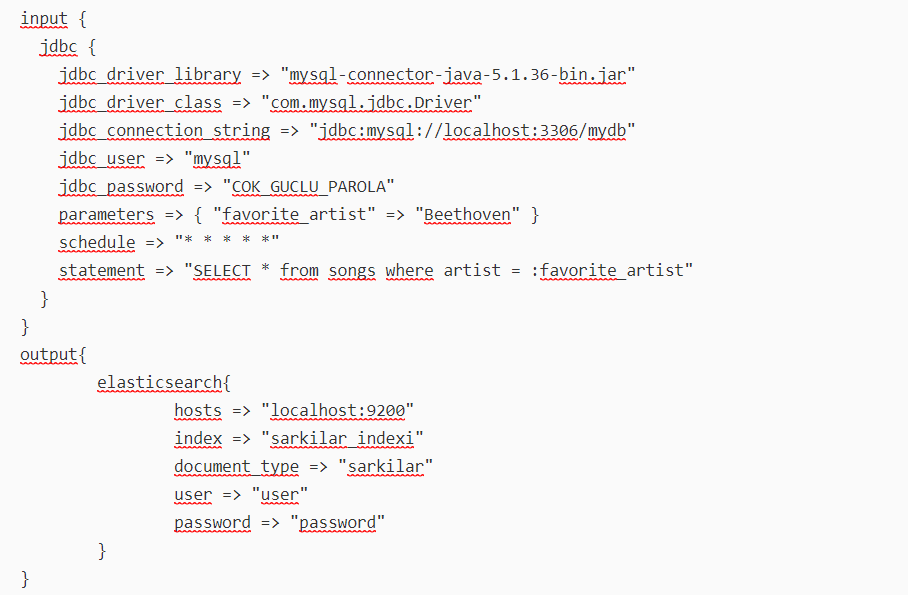 input {
  jdbc {
    jdbc_driver_library => "mysql-connector-java-5.1.36-bin.jar"
    jdbc_driver_class => "com.mysql.jdbc.Driver"
    jdbc_connection_string => "jdbc:mysql://localhost:3306/mydb"
    jdbc_user => "mysql"
    jdbc_password => "COK_GUCLU_PAROLA"
    parameters => { "favorite_artist" => "Beethoven" }
    schedule => "* * * * *"
    statement => "SELECT * from songs where artist = :favorite_artist"
  }
}
output{
        elasticsearch{
                hosts => "localhost:9200"
                index => "sarkilar_indexi"
                document_type => "sarkilar"
                user => "user"
                password => "password"
        }
}